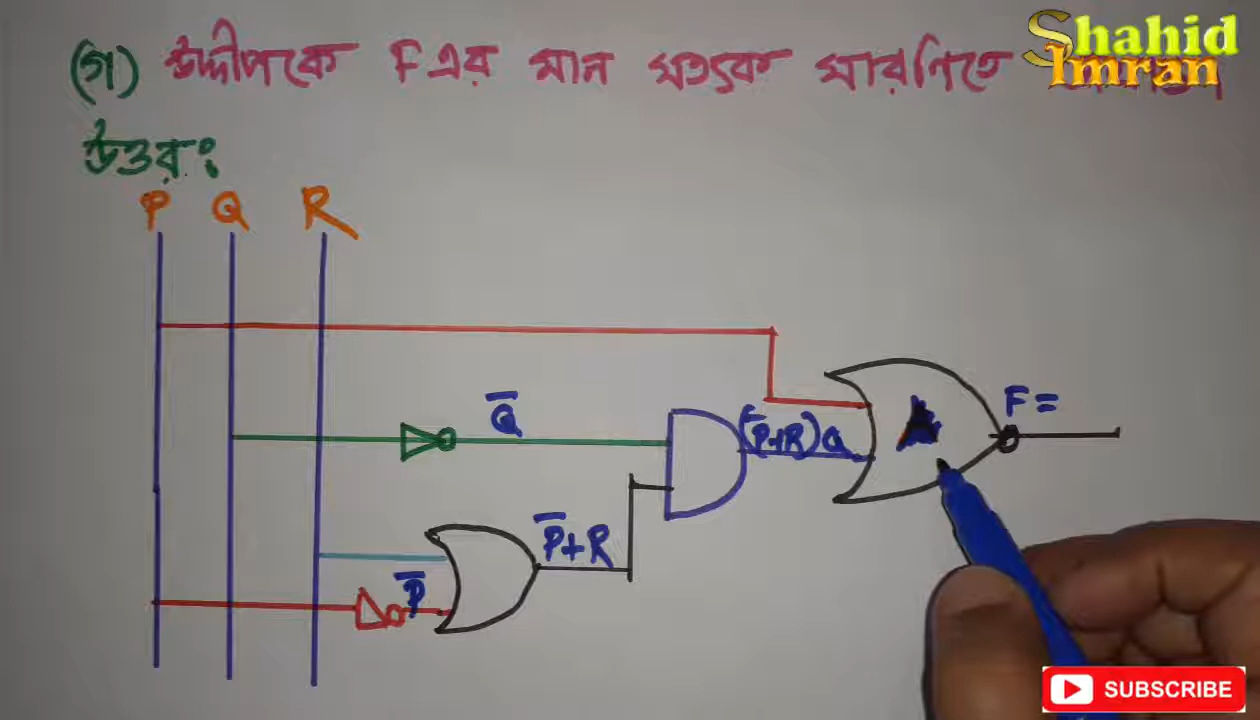 Shahid
Imran
(গ) উদ্দীপকে F এর মান সত্যক সারণিতে
উত্তরঃ
P Q R
Q̅
(P̅+R)Q
F=
P̅+R
P̅
SUBSCRIBE